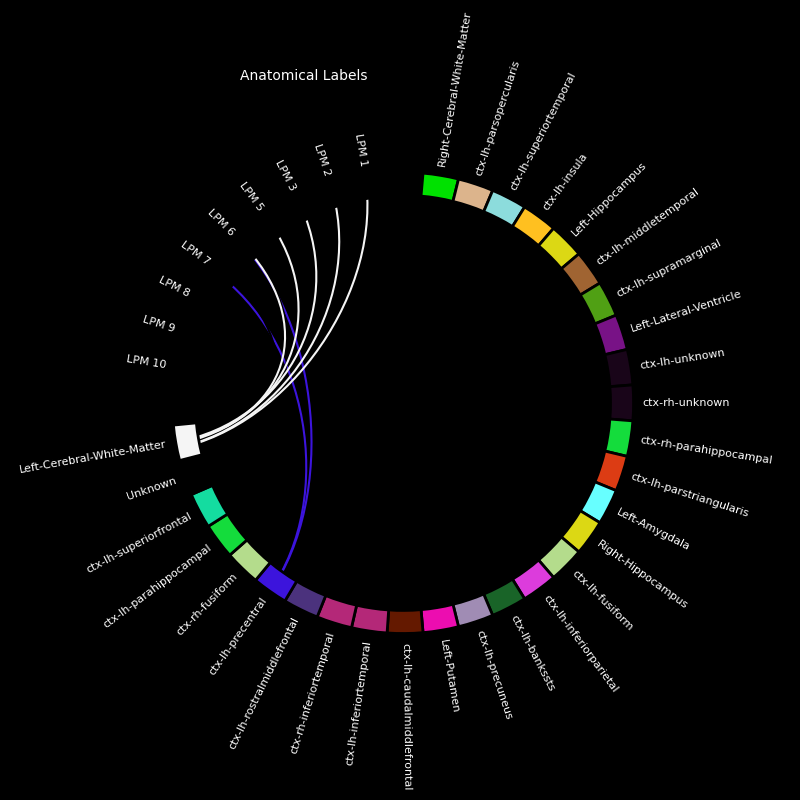 Anatomical Labels
LPM 1
LPM 2
LPM 3
LPM 5
LPM 6
LPM 7
LPM 8
LPM 9
LPM 10
Left-Cerebral-White-Matter
Unknown
ctx-lh-superiorfrontal
ctx-lh-parahippocampal
ctx-rh-fusiform
ctx-lh-precentral
ctx-lh-rostralmiddlefrontal
ctx-rh-inferiortemporal
ctx-lh-inferiortemporal
ctx-lh-caudalmiddlefrontal
Left-Putamen
ctx-lh-precuneus
ctx-lh-bankssts
ctx-lh-inferiorparietal
ctx-lh-fusiform
Right-Hippocampus
Left-Amygdala
ctx-lh-parstriangularis
ctx-rh-parahippocampal
ctx-rh-unknown
ctx-lh-unknown
Left-Lateral-Ventricle
ctx-lh-supramarginal
ctx-lh-middletemporal
Left-Hippocampus
ctx-lh-insula
ctx-lh-superiortemporal
ctx-lh-parsopercularis
Right-Cerebral-White-Matter